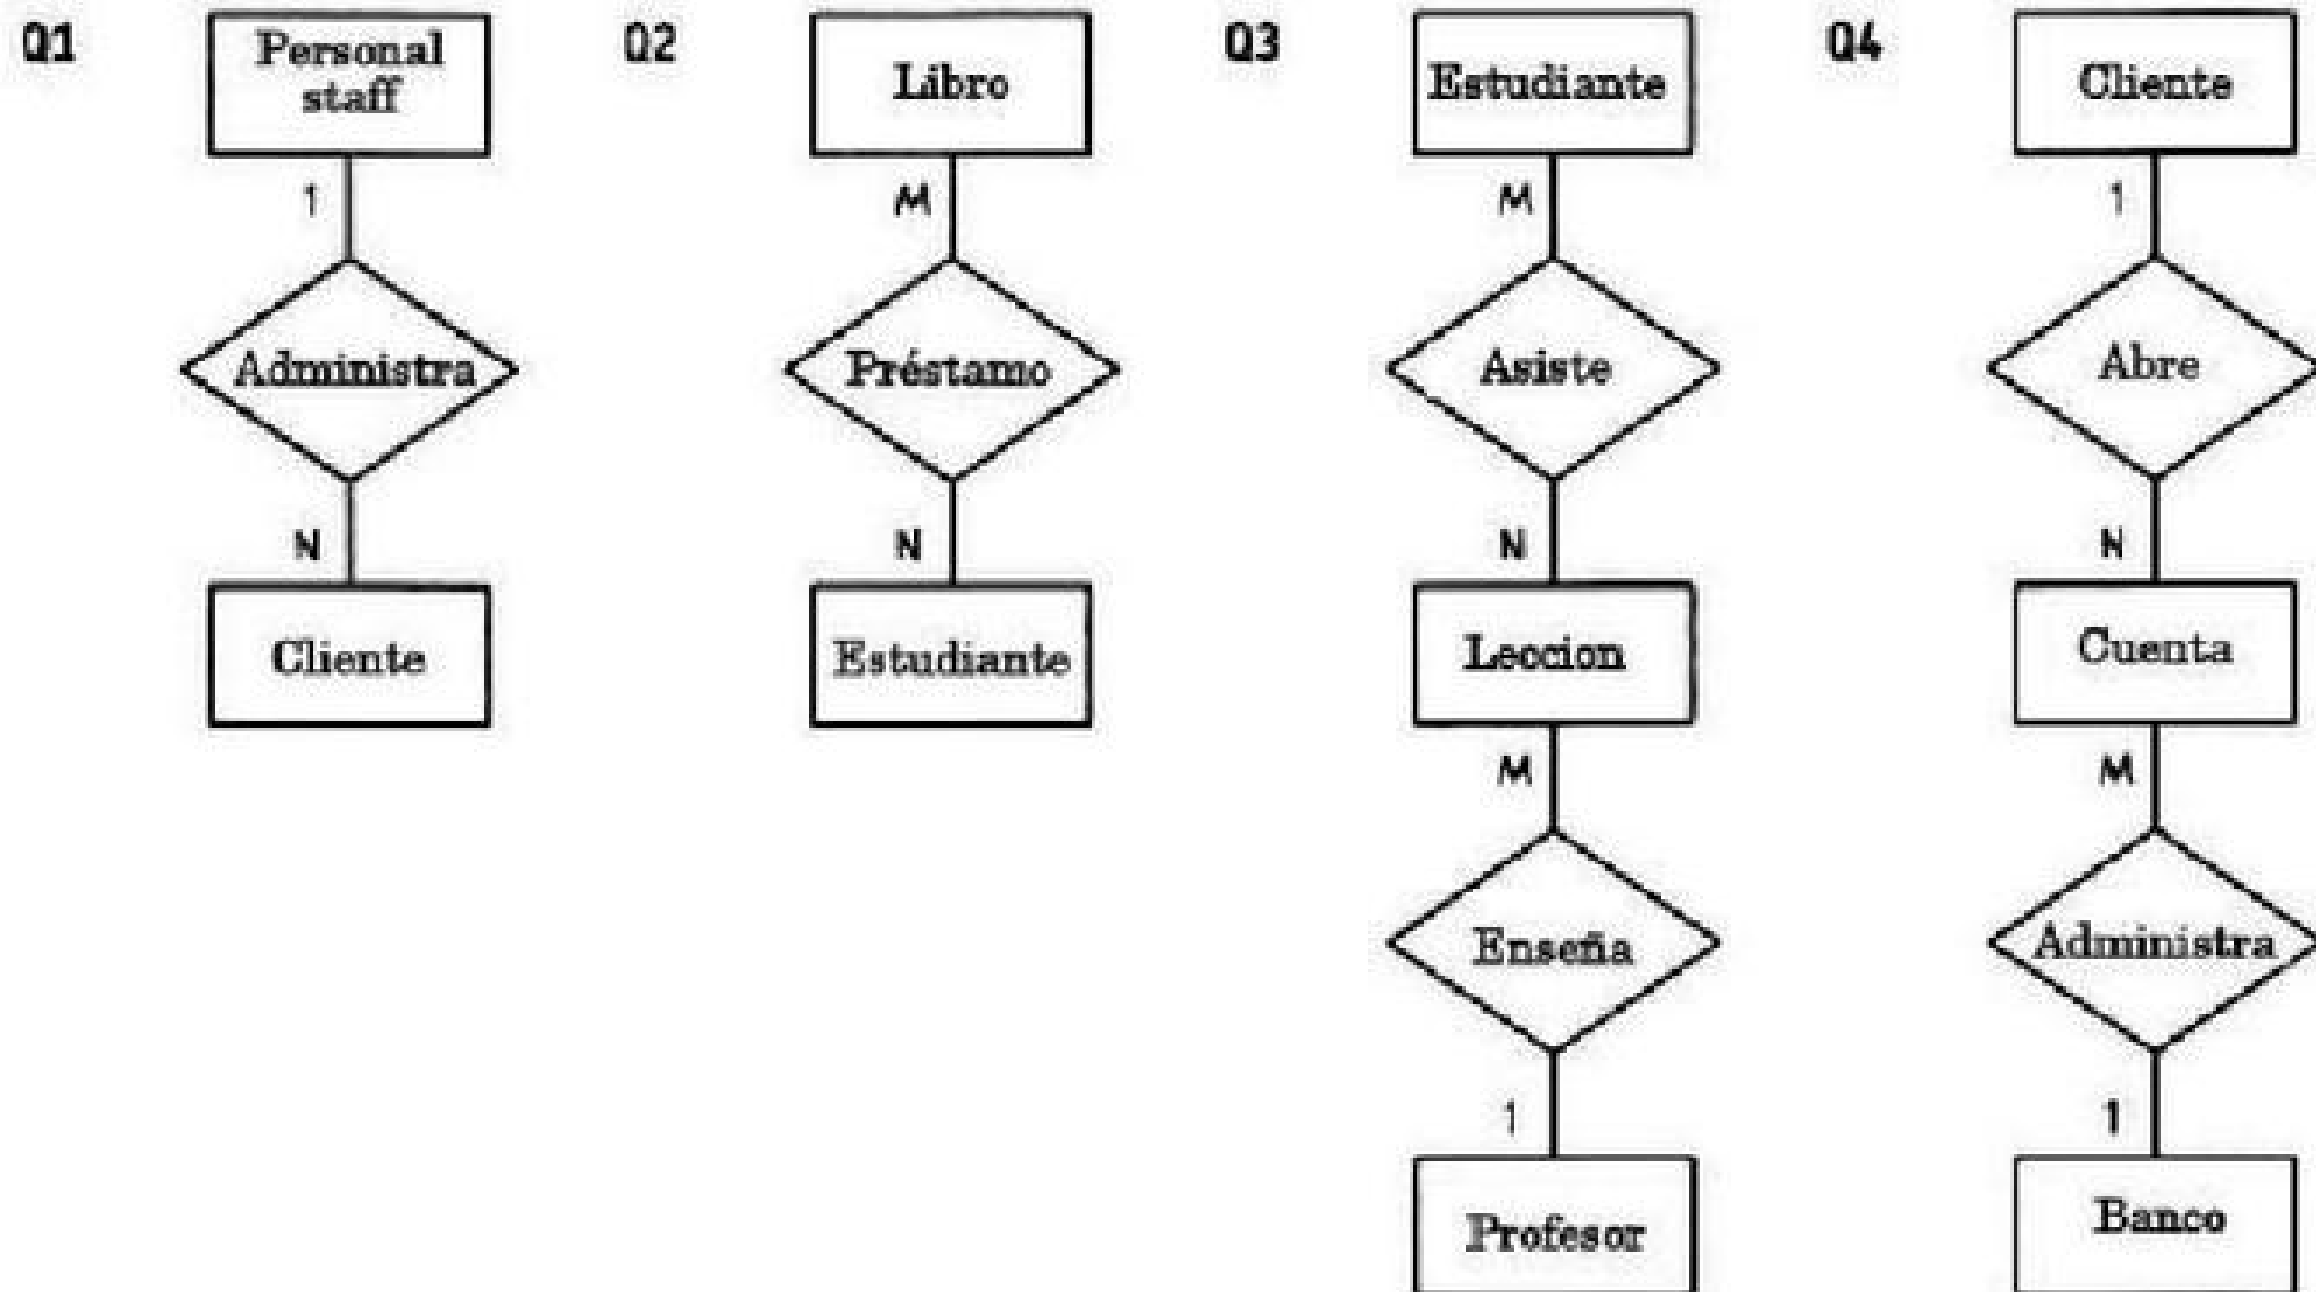 Q1
Personal
staff
1
Administra
N
Cliente
Q2
Libro
M
Préstamo
N
Estudiante
Q3
Estudiante
M
Asiste
N
Leccion
M
Enseña
1
Profesor
Q4
Cliente
1
Abre
N
Cuenta
M
Administra
1
Banco